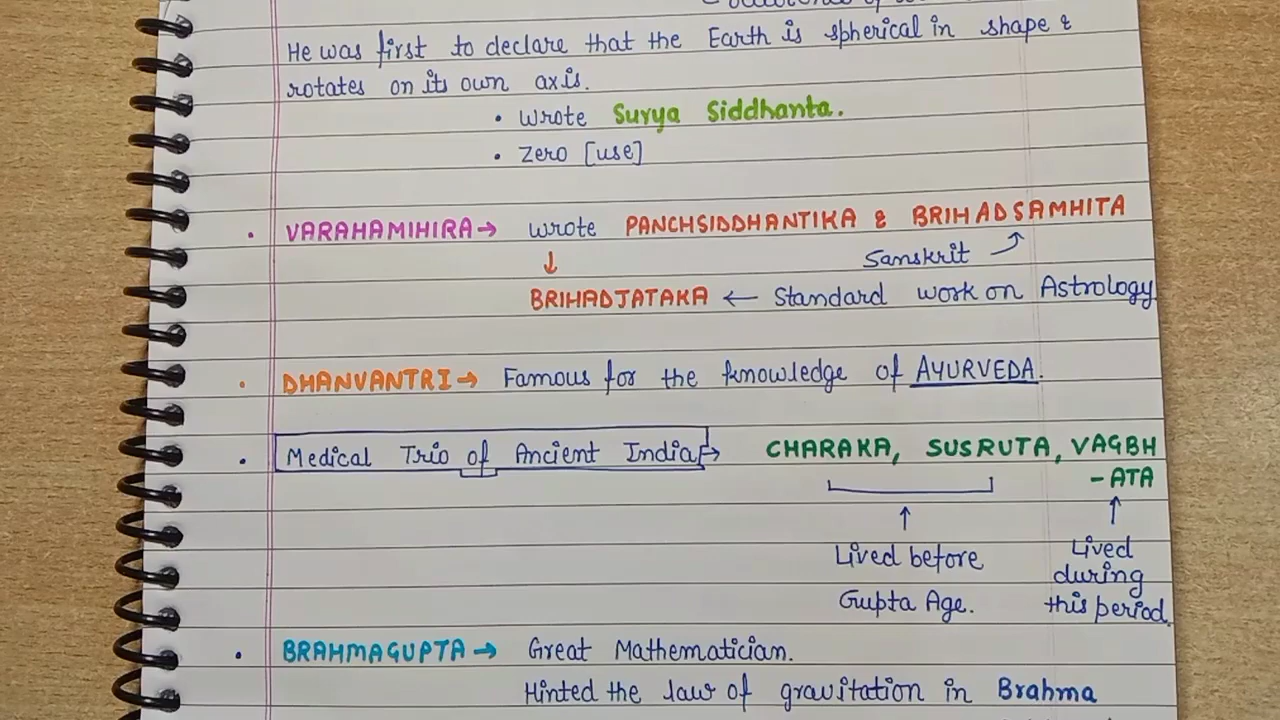 He was first to declare that the Earth is spherical in shape &
rotates on its own axis.
• Wrote Surya Siddhanta.
• Zero [use]
• VARAHAMIHIRA → wrote PANCHSIDDHANTIKA & BRIHADSAMHITA
↓ Sanskrit
BRIHADJATAKA ← Standard work on Astrology
• DHANVANTRI → Famous for the knowledge of AYURVEDA.
• Medical Trio of Ancient India → CHARAKA, SUSRUTA, VAGBH
-ATA
↑ ↑
Lived before Lived
during
Gupta Age. this period.
• BRAHMAGUPTA → Great Mathematician.
Hinted the law of gravitation in Brahma